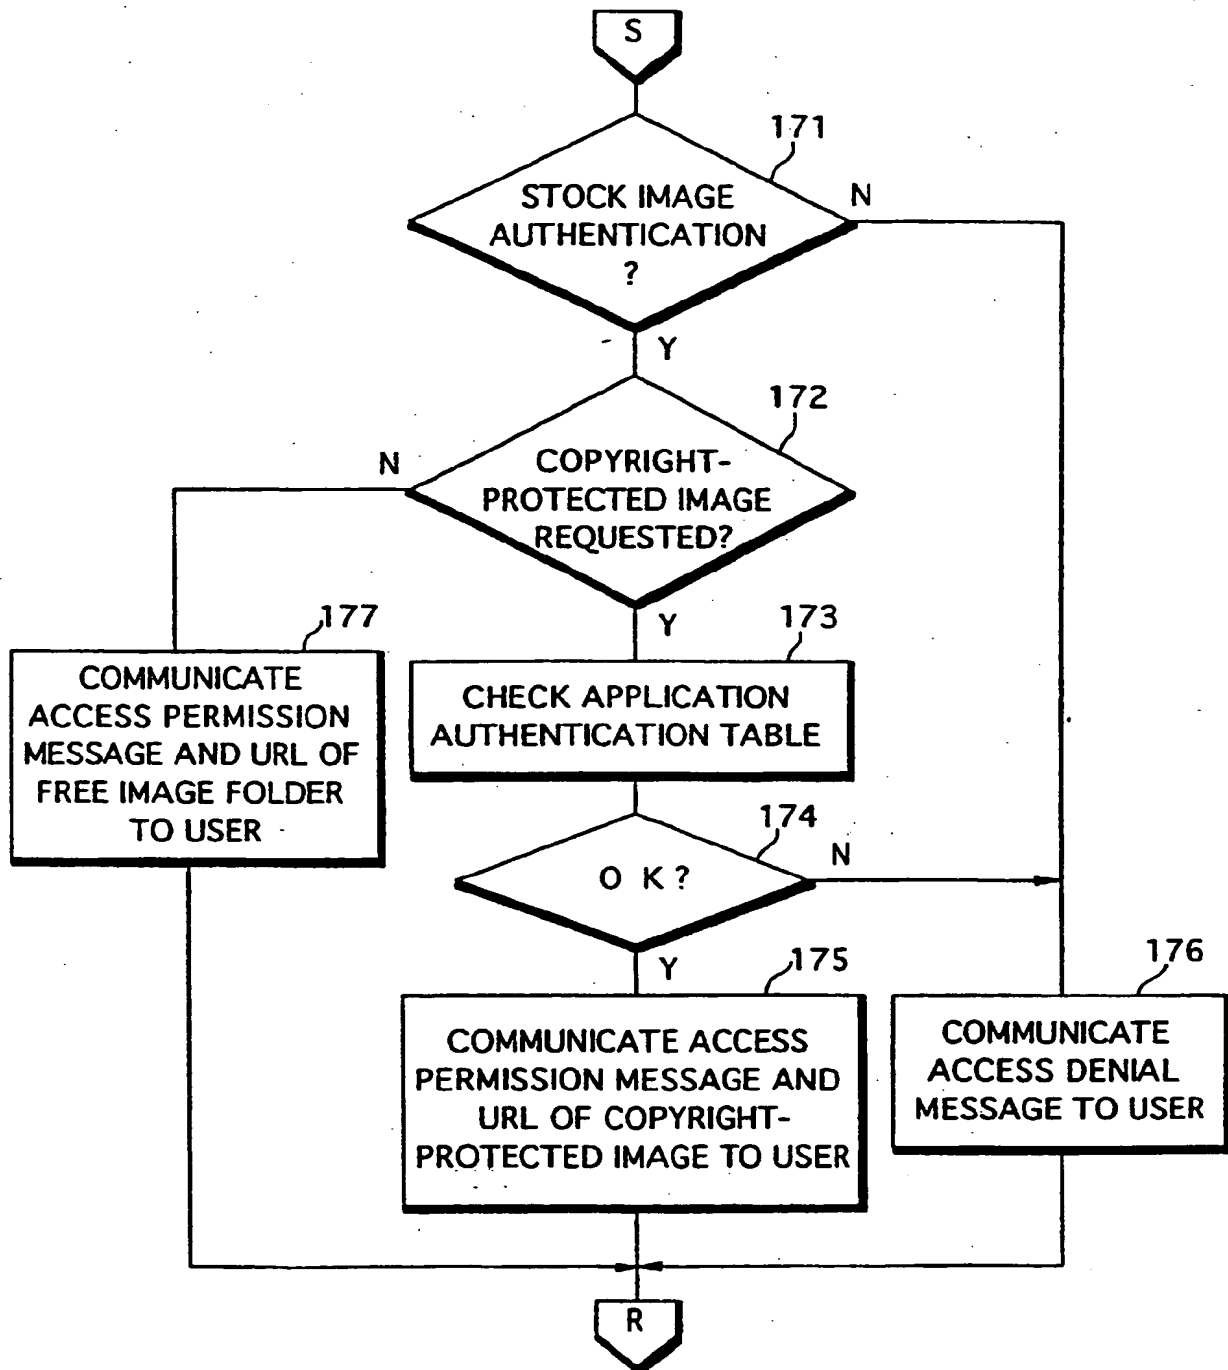 S
171
STOCK IMAGE
AUTHENTICATION
?
N
Y
172
COPYRIGHT-
PROTECTED IMAGE
REQUESTED?
N
Y
177
COMMUNICATE
ACCESS PERMISSION
MESSAGE AND URL OF
FREE IMAGE FOLDER
TO USER
173
CHECK APPLICATION
AUTHENTICATION TABLE
174
O K ?
N
Y
175
COMMUNICATE ACCESS
PERMISSION MESSAGE AND
URL OF COPYRIGHT-
PROTECTED IMAGE TO USER
176
COMMUNICATE
ACCESS DENIAL
MESSAGE TO USER
R